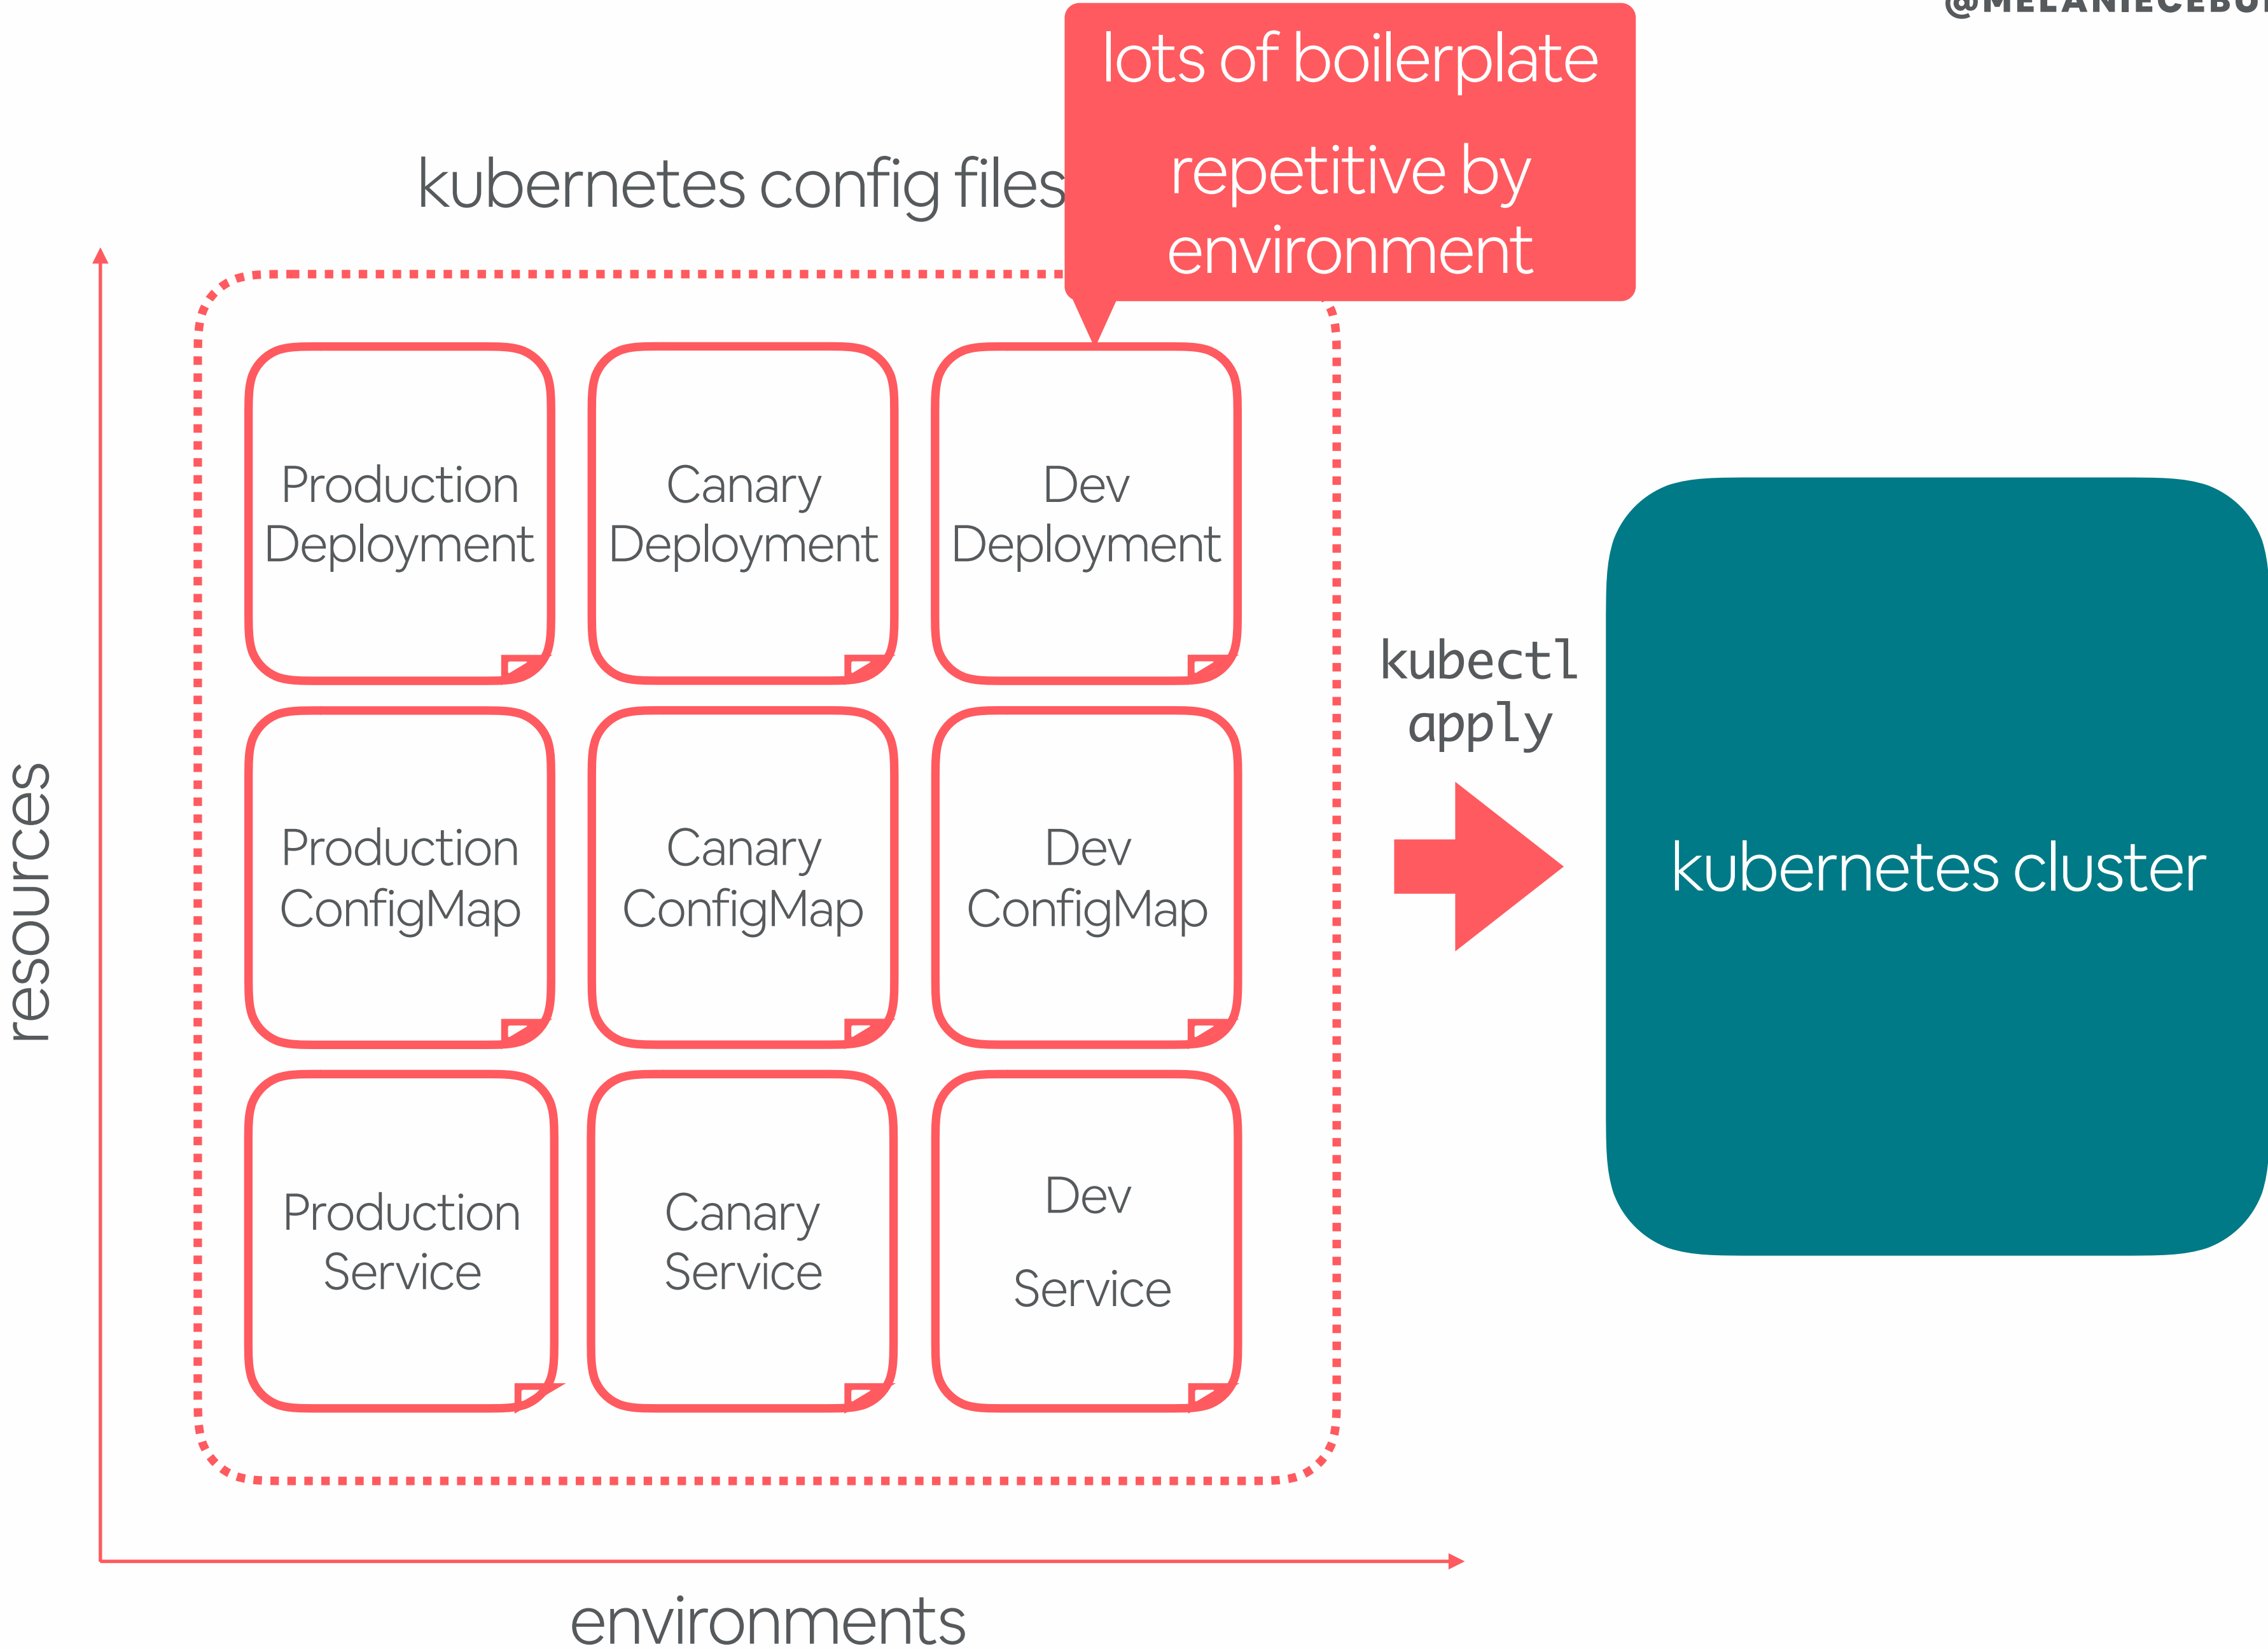 lots of boilerplate
repetitive by
environment
kubernetes config files
Production
Deployment
Canary
Deployment
Dev
Deployment
Production
ConfigMap
Canary
ConfigMap
Dev
ConfigMap
Production
Service
Canary
Service
Dev
Service
resources
environments
kubectl
apply
kubernetes cluster